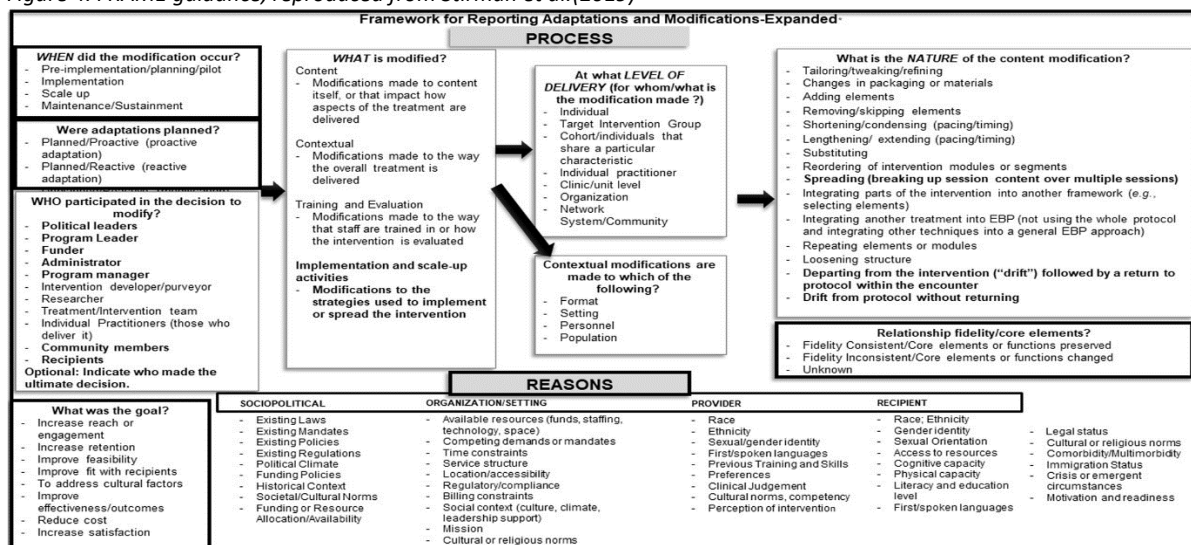 guidance, reproduced from Stirman et al.(2019)
Framework for Reporting Adaptations and Modifications-Expanded
PROCESS
WHEN did the modification occur?
- Pre-implementation/planning/pilot
- Implementation
- Scale up
- Maintenance/Sustainment
Were adaptations planned?
- Planned/Proactive (proactive
adaptation)
- Planned/Reactive (reactive
adaptation)
WHO participated in the decision to
modify?
- Political leaders
- Program Leader
- Funder
- Administrator
- Program manager
- Intervention developer/purveyor
- Researcher
- Treatment/Intervention team
- Individual Practitioners (those who
deliver it)
- Community members
- Recipients
Optional: Indicate who made the
ultimate decision.
WHAT is modified?
Content
- Modifications made to content
itself, or that impact how
aspects of the treatment are
delivered
Contextual
- Modifications made to the way
the overall treatment is
delivered
Training and Evaluation
- Modifications made to the way
that staff are trained in or how
the intervention is evaluated
Implementation and scale-up
activities
- Modifications to the
strategies used to implement
or spread the intervention
At what LEVEL OF
DELIVERY (for whom/what is
the modification made ?)
- Individual
- Target Intervention Group
- Cohort/individuals that
share a particular
characteristic
- Individual practitioner
- Clinic/unit level
- Organization
- Network
System/Community
Contextual modifications are
made to which of the
following?
- Format
- Setting
- Personnel
- Population
What is the NATURE of the content modification?
- Tailoring/tweaking/refining
- Changes in packaging or materials
- Adding elements
- Removing/skipping elements
- Shortening/condensing (pacing/timing)
- Lengthening/ extending (pacing/timing)
- Substituting
- Reordering of intervention modules or segments
- Spreading (breaking up session content over multiple sessions)
- Integrating parts of the intervention into another framework (e.g.,
selecting elements)
- Integrating another treatment into EBP (not using the whole protocol
and integrating other techniques into a general EBP approach)
- Repeating elements or modules
- Loosening structure
- Departing from the intervention (“drift”) followed by a return to
protocol within the encounter
- Drift from protocol without returning
Relationship fidelity/core elements?
- Fidelity Consistent/Core elements or functions preserved
- Fidelity Inconsistent/Core elements or functions changed
- Unknown
REASONS
What was the goal?
- Increase reach or
engagement
- Increase retention
- Improve feasibility
- Improve fit with recipients
- To address cultural factors
- Improve
effectiveness/outcomes
- Reduce cost
- Increase satisfaction
SOCIOPOLITICAL
- Existing Laws
- Existing Mandates
- Existing Policies
- Existing Regulations
- Political Climate
- Funding Policies
- Historical Context
- Societal/Cultural Norms
- Funding or Resource
Allocation/Availability
ORGANIZATION/SETTING
- Available resources (funds, staffing,
technology, space)
- Competing demands or mandates
- Time constraints
- Service structure
- Location/accessibility
- Regulatory/compliance
- Billing constraints
- Social context (culture, climate,
leadership support)
- Mission
- Cultural or religious norms
PROVIDER
- Race
- Ethnicity
- Sexual/gender identity
- First/spoken languages
- Previous Training and Skills
- Preferences
- Clinical Judgement
- Cultural norms, competency
- Perception of intervention
RECIPIENT
- Race; Ethnicity
- Gender identity
- Sexual Orientation
- Access to resources
- Cognitive capacity
- Physical capacity
- Literacy and education
level
- First/spoken languages
- Legal status
- Cultural or religious norms
- Comorbidity/Multimorbidity
- Immigration Status
- Crisis or emergent
circumstances
- Motivation and readiness